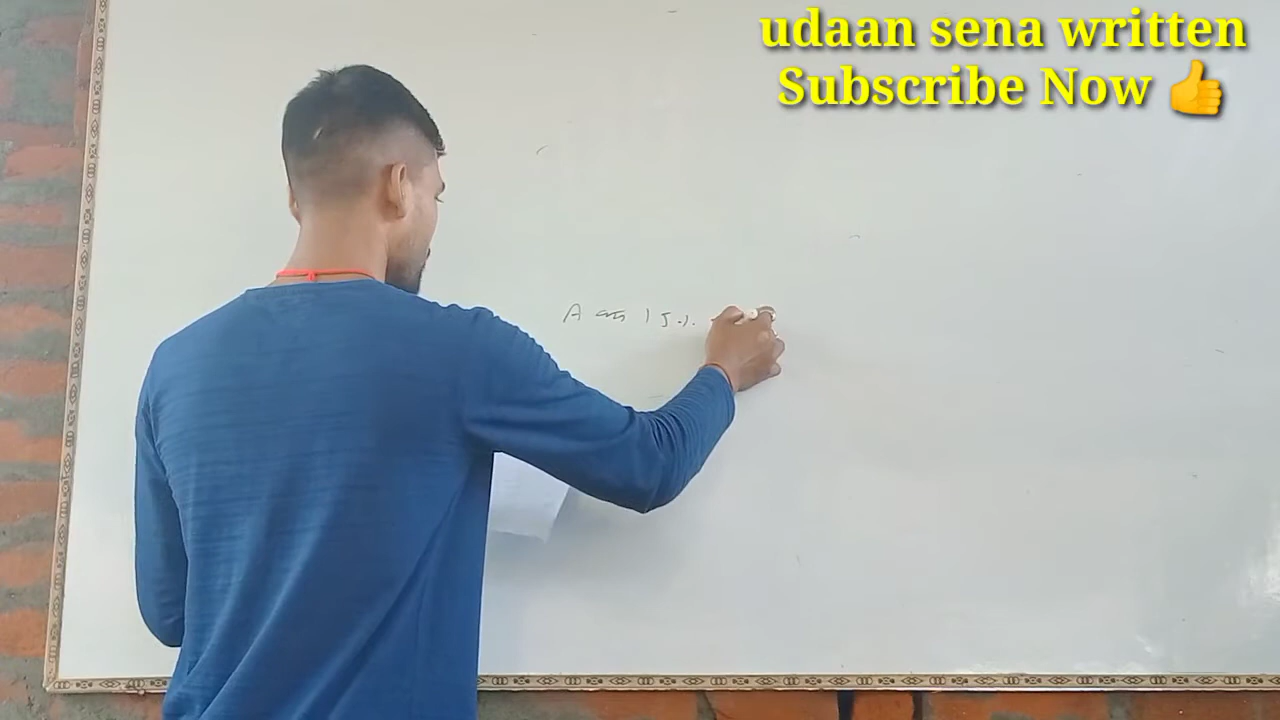 udaan sena written
Subscribe Now 👍
A का 15%